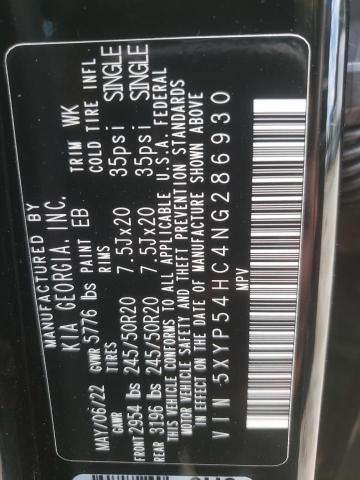 MANUFACTURED BY
KIA GEORGIA, INC.
MAY/06/22 GVWR 5776 lbs PAINT EB TRIM WK
GAWR TIRES RIMS COLD TIRE INFL
FRONT 2954 lbs 245/50R20 7.5Jx20 35psi SINGLE
REAR 3196 lbs 245/50R20 7.5Jx20 35psi SINGLE
THIS VEHICLE CONFORMS TO ALL APPLICABLE U.S.A. FEDERAL
MOTOR VEHICLE SAFETY AND THEFT PREVENTION STANDARDS
IN EFFECT ON THE DATE OF MANUFACTURE SHOWN ABOVE
VIN 5XYP54HC4NG286930
MPV